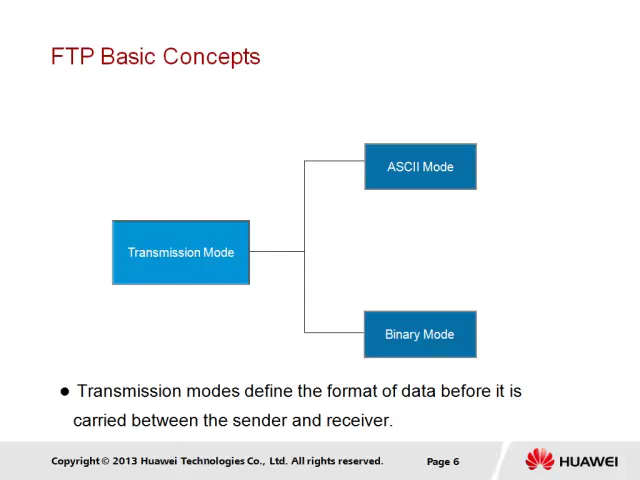 FTP Basic Concepts
ASCII Mode
Transmission Mode
Binary Mode
● Transmission modes define the format of data before it is
carried between the sender and receiver.
Copyright © 2013 Huawei Technologies Co., Ltd. All rights reserved.
Page 6
HUAWEI